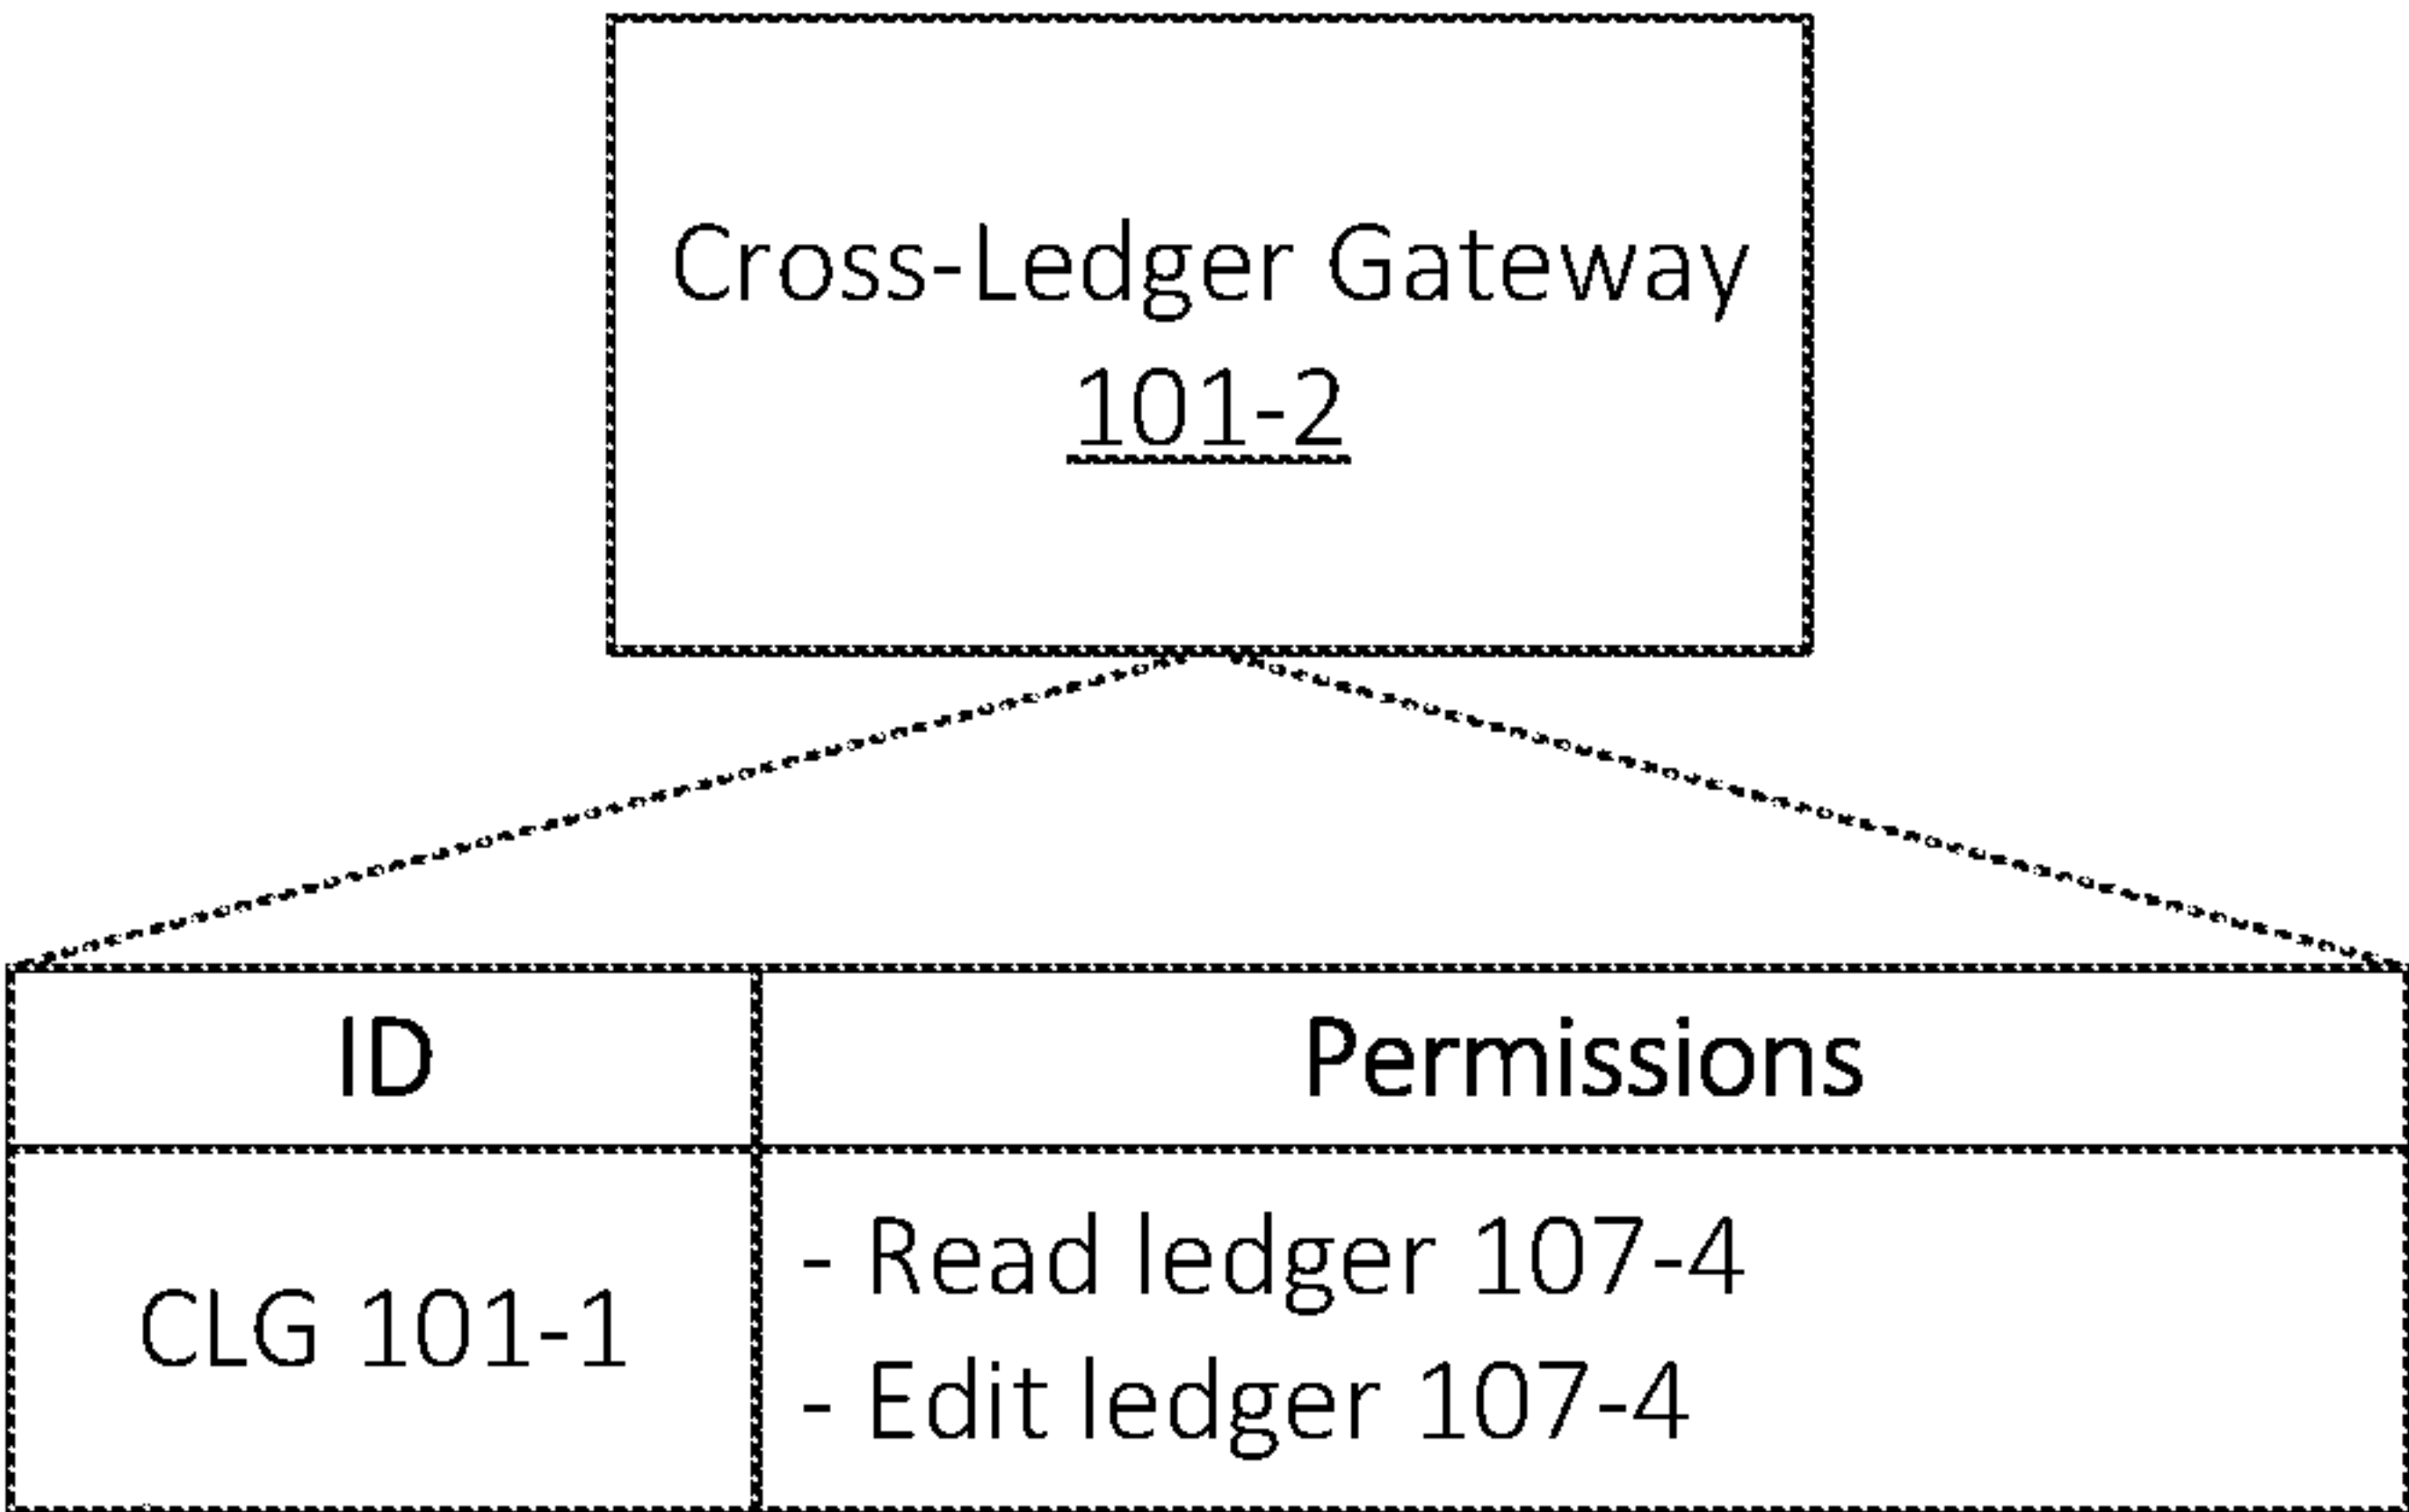 Cross-Ledger Gateway
101-2
ID
Permissions
CLG 101-1
- Read ledger 107-4
- Edit ledger 107-4